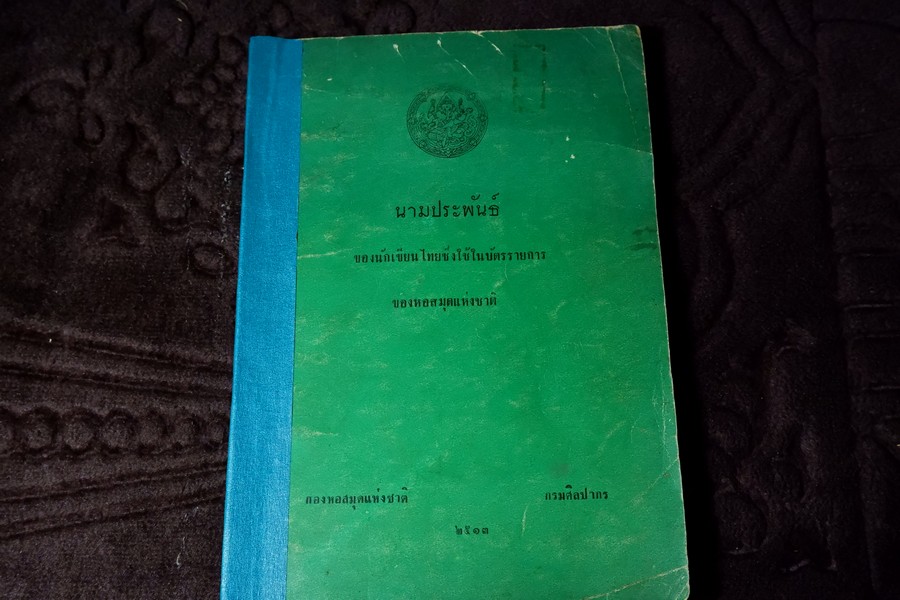 นามประพันธ์
ของนักเขียนไทยซึ่งใช้ในบัตรรายการ
ของหอสมุดแห่งชาติ
กองหอสมุดแห่งชาติ กรมศิลปากร
๒๕๑๓